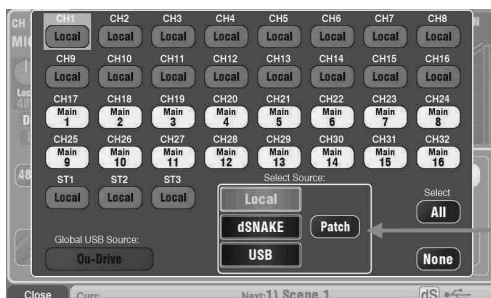 CH1 CH2 CH3 CH4 CH5 CH6 CH7 CH8
Local Local Local Local Local Local Local Local
CH9 CH10 CH11 CH12 CH13 CH14 CH15 CH16
Local Local Local Local Local Local Local Local
CH17 CH18 CH19 CH20 CH21 CH22 CH23 CH24
Main 1 Main 2 Main 3 Main 4 Main 5 Main 6 Main 7 Main 8
CH25 CH26 CH27 CH28 CH29 CH30 CH31 CH32
Main 9 Main 10 Main 11 Main 12 Main 13 Main 14 Main 15 Main 16
ST1 ST2 ST3
Local Local Local
Select Source:
Local
dSNAKE
USB
Patch
Select
All
None
Global USB Source:
Qu-Drive
Close Curr: Next:1) Scene 1 dS